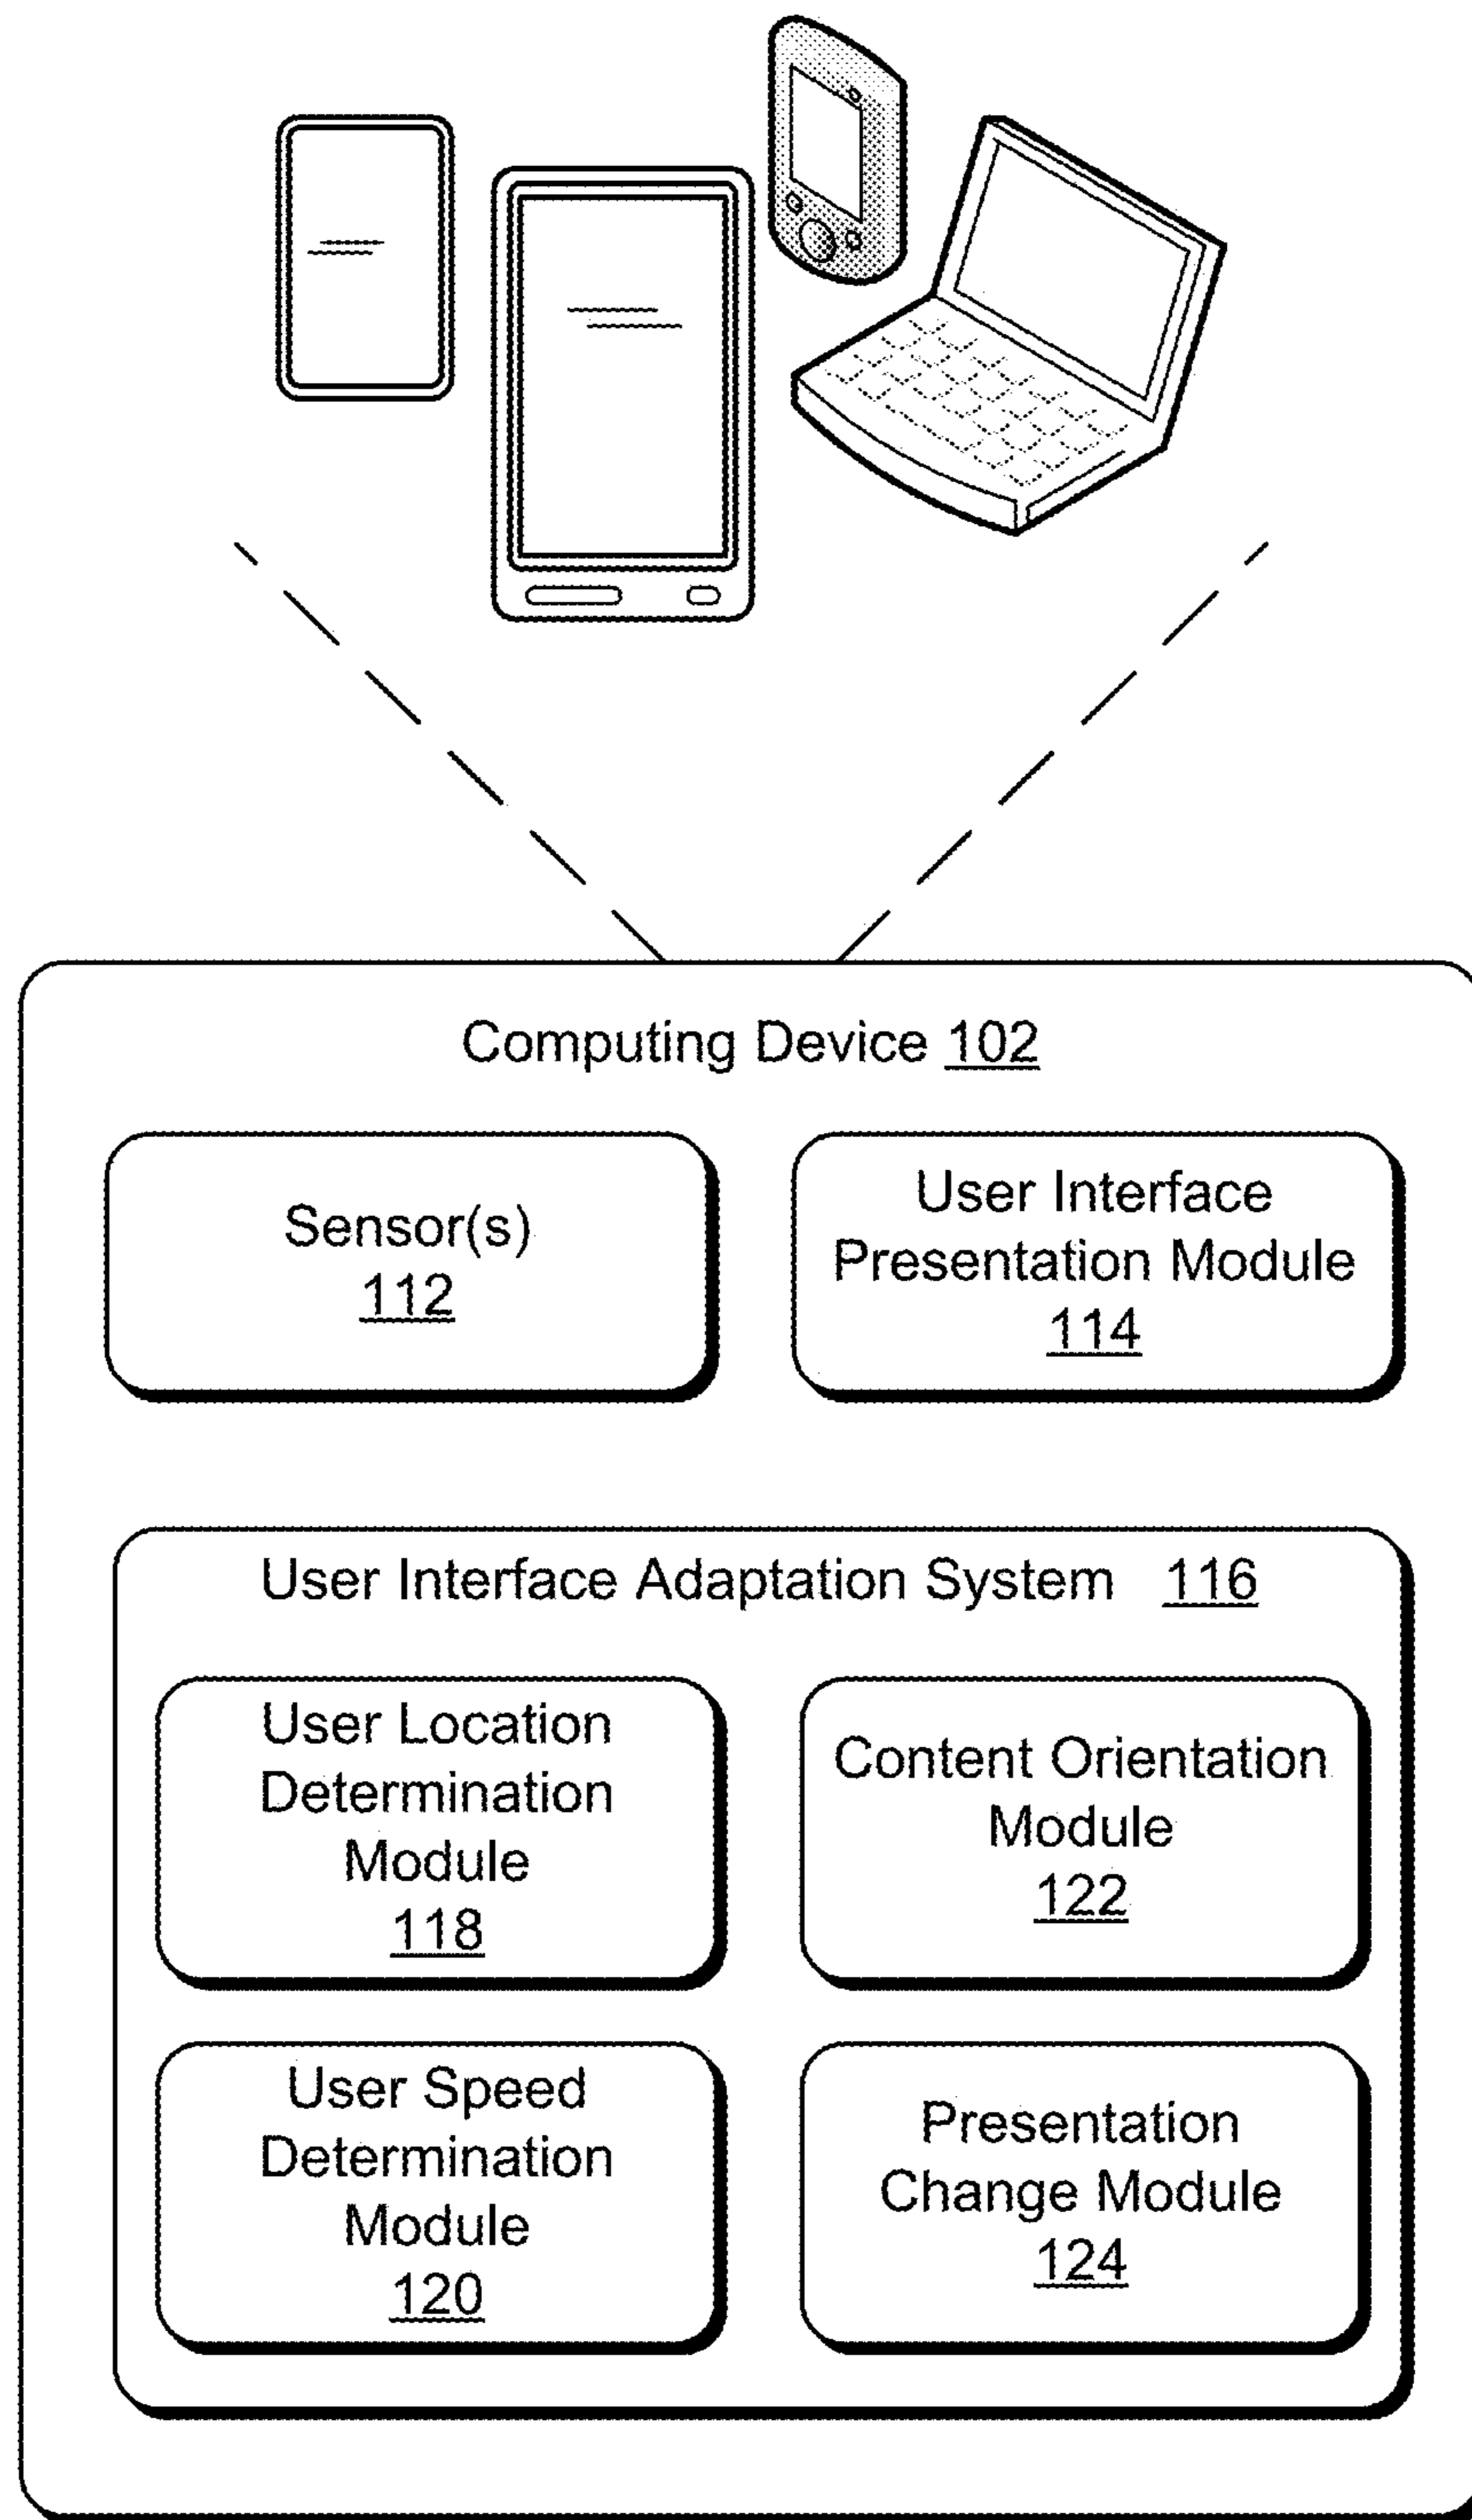 Computing Device 102
Sensor(s)
112
User Interface
Presentation Module
114
User Interface Adaptation System 116
User Location
Determination
Module
118
Content Orientation
Module
122
User Speed
Determination
Module
120
Presentation
Change Module
124